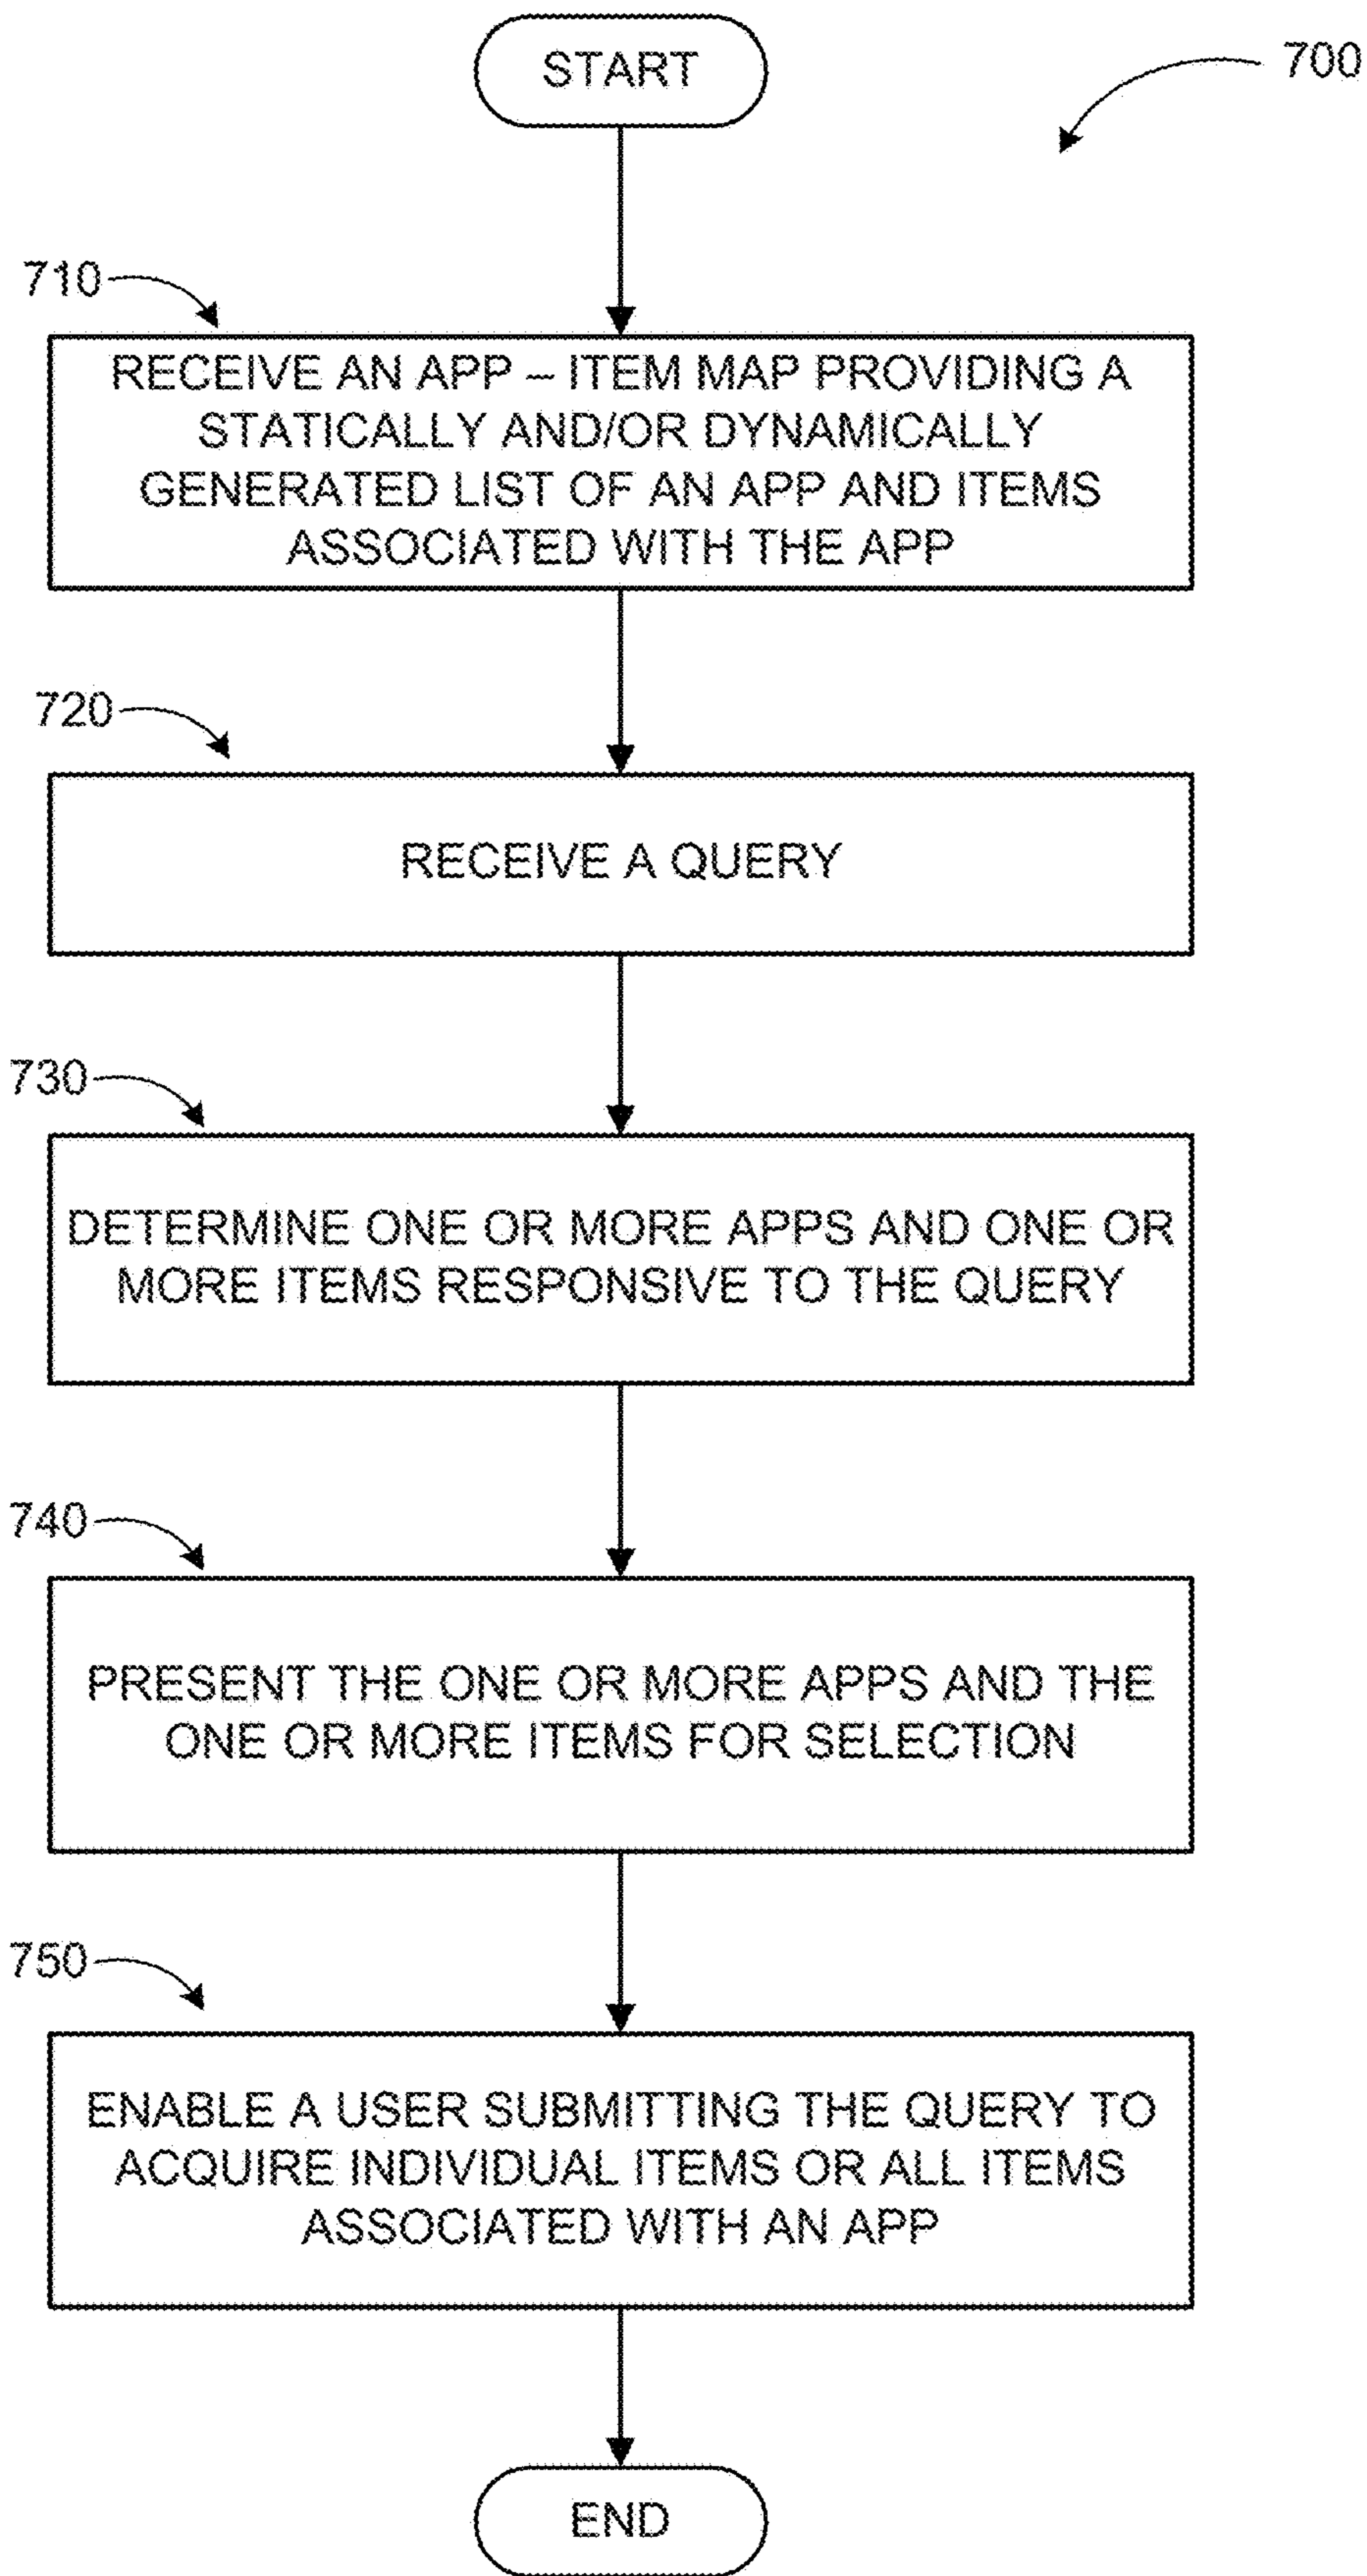 START
700
710
RECEIVE AN APP – ITEM MAP PROVIDING A
STATICALLY AND/OR DYNAMICALLY
GENERATED LIST OF AN APP AND ITEMS
ASSOCIATED WITH THE APP
720
RECEIVE A QUERY
730
DETERMINE ONE OR MORE APPS AND ONE OR
MORE ITEMS RESPONSIVE TO THE QUERY
740
PRESENT THE ONE OR MORE APPS AND THE
ONE OR MORE ITEMS FOR SELECTION
750
ENABLE A USER SUBMITTING THE QUERY TO
ACQUIRE INDIVIDUAL ITEMS OR ALL ITEMS
ASSOCIATED WITH AN APP
END